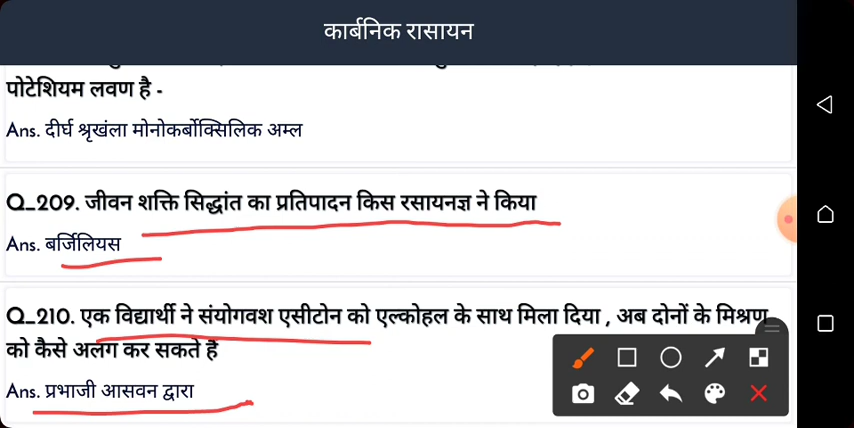 कार्बनिक रासायन
पोटेशियम लवण है -
Ans. दीर्घ श्रृखंला मोनोकर्बोक्सिलिक अम्ल
Q_209. जीवन शक्ति सिद्धांत का प्रतिपादन किस रसायनज्ञ ने किया
Ans. बर्जिलियस
Q_210. एक विद्यार्थी ने संयोगवश एसीटोन को एल्कोहल के साथ मिला दिया , अब दोनों के मिश्रण
को कैसे अलग कर सकते है
Ans. प्रभाजी आसवन द्वारा